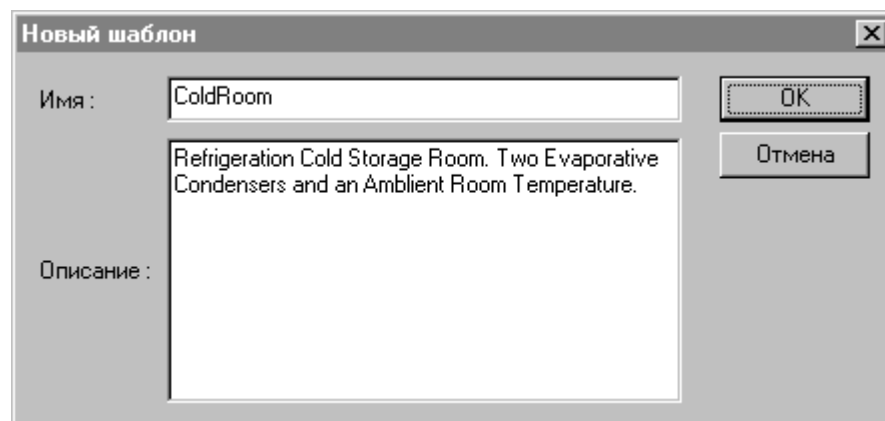 Новый шаблон
Имя :
ColdRoom
OK
Отмена
Refrigeration Cold Storage Room. Two Evaporative
Condensers and an Amblient Room Temperature.
Описание :